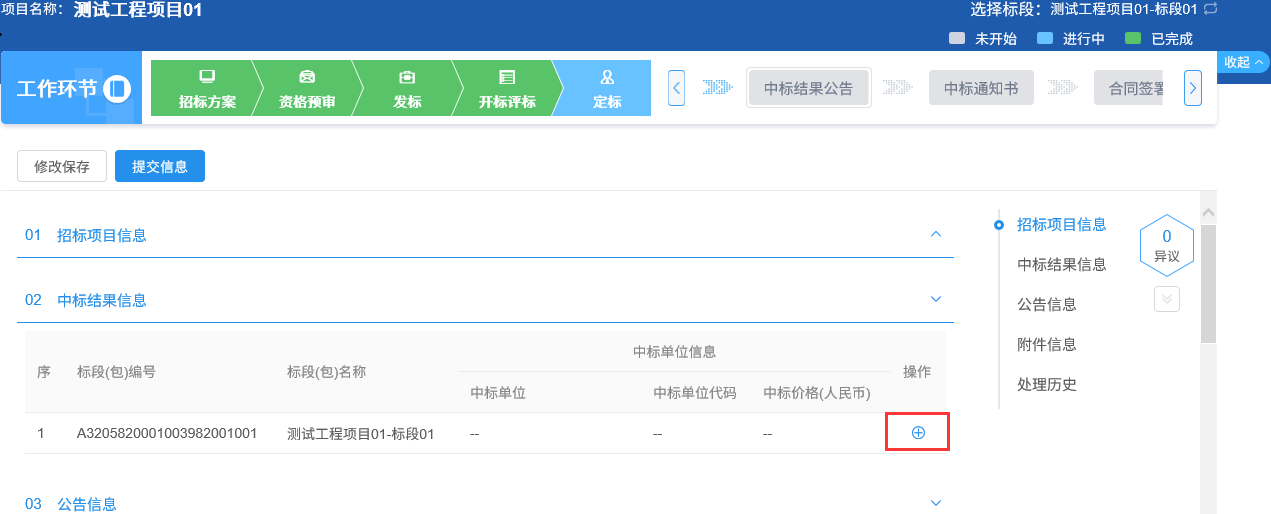 项目名称: 测试工程项目01
选择标段: 测试工程项目01-标段01
未开始 进行中 已完成
收起
工作环节
招标方案 资格预审 发标 开标评标 定标
中标结果公告 中标通知书 合同签署
修改保存 提交信息
01 招标项目信息
02 中标结果信息
序 标段(包)编号 标段(包)名称 中标单位信息 操作
中标单位 中标单位代码 中标价格(人民币)
1 A3205820001003982001001 测试工程项目01-标段01 -- -- --
03 公告信息
招标项目信息
中标结果信息
公告信息
附件信息
处理历史
0
异议